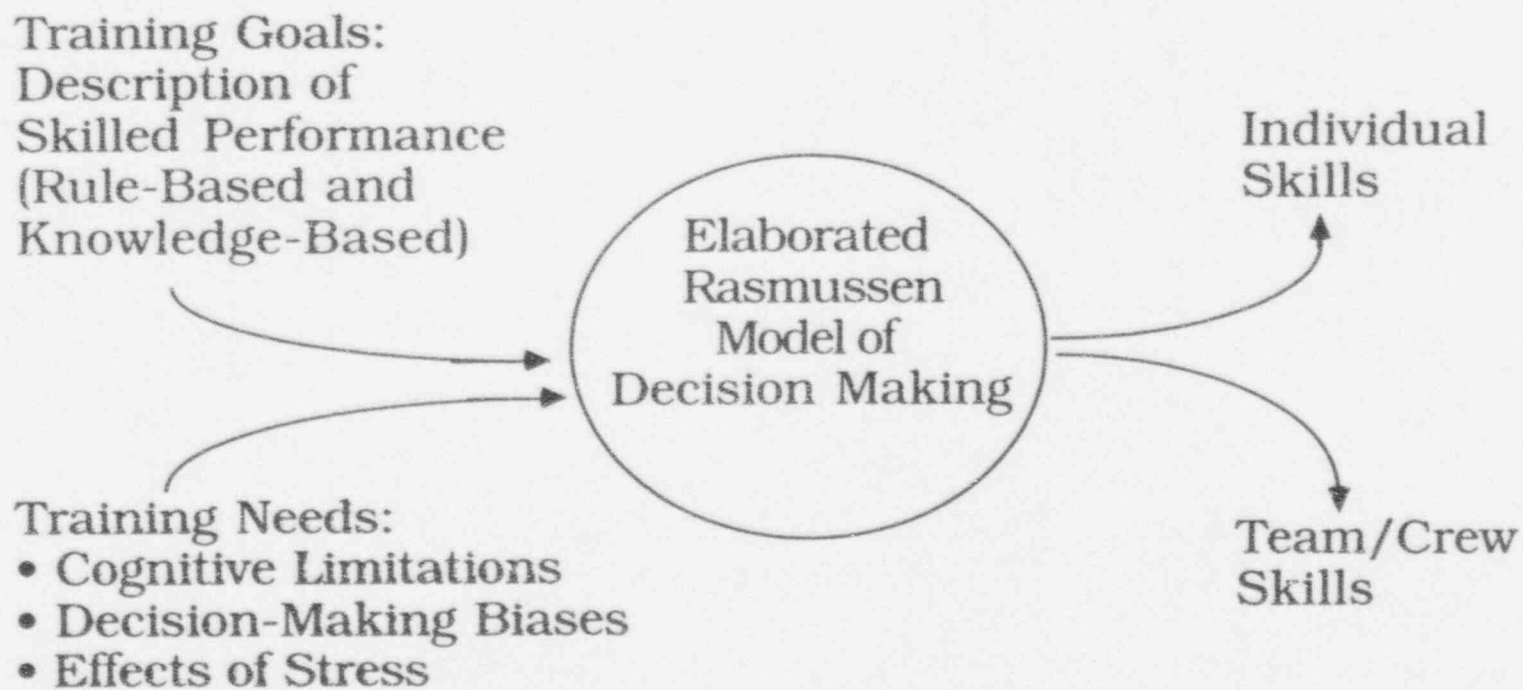 Training Goals:
Description of
Skilled Performance
(Rule-Based and
Knowledge-Based)
Elaborated
Rasmussen
Model of
Decision Making
Individual
Skills
Training Needs:
• Cognitive Limitations
• Decision-Making Biases
• Effects of Stress
Team/Crew
Skills